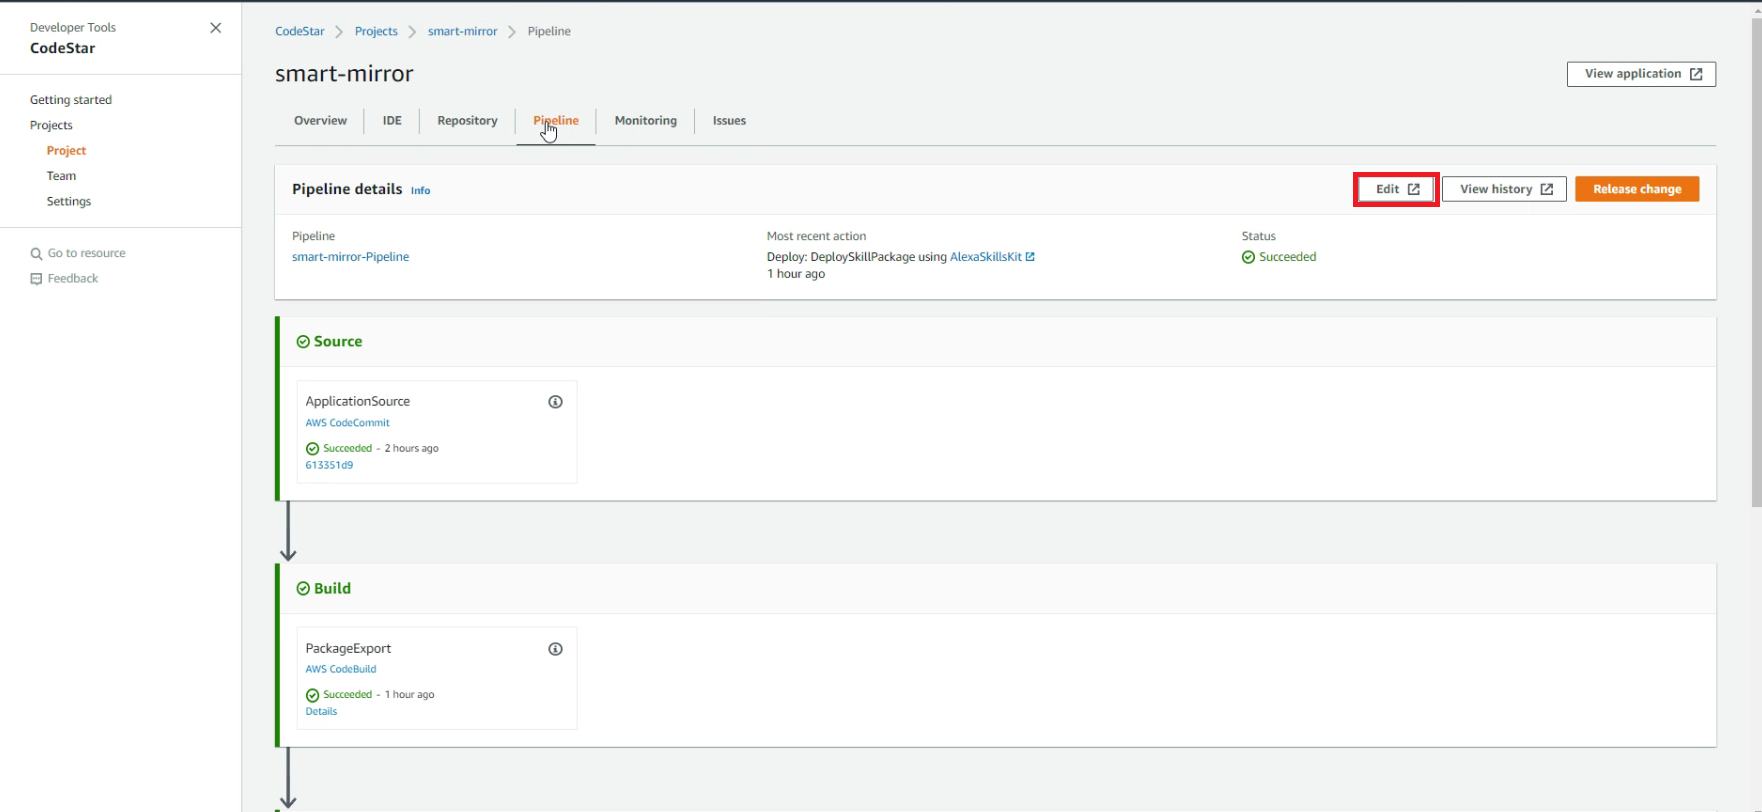 Developer Tools
CodeStar
Getting started
Projects
Project
Team
Settings
Go to resource
Feedback
CodeStar Projects smart-mirror Pipeline
smart-mirror
View application
Overview IDE Repository Pipeline Monitoring Issues
Pipeline details Info
Edit View history Release change
Pipeline
smart-mirror-Pipeline
Most recent action
Deploy: DeploySkillPackage using AlexaSkillsKit
1 hour ago
Status
Succeeded
Source
ApplicationSource
AWS CodeCommit
Succeeded - 2 hours ago
613351d9
Build
PackageExport
AWS CodeBuild
Succeeded - 1 hour ago
Details